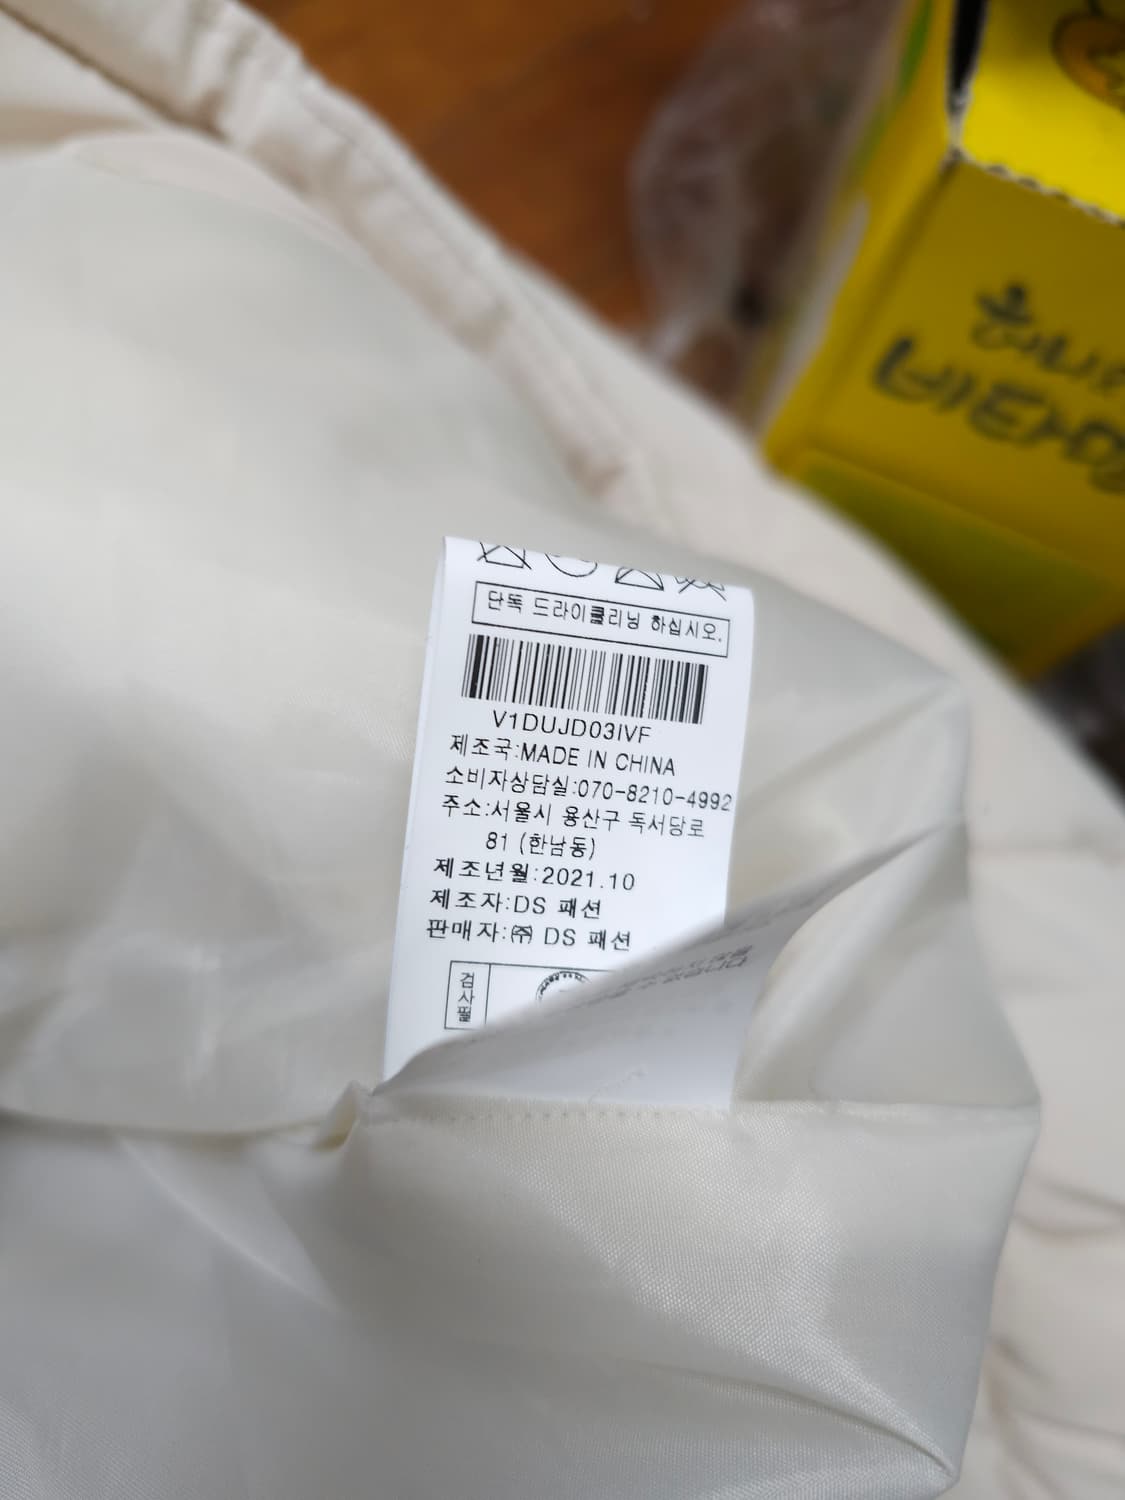 단독 드라이클리닝 하십시오.
V1DUJD03IVF
제조국:MADE IN CHINA
소비자상담실:070-8210-4992
주소:서울시 용산구 독서당로
81 (한남동)
제조년월:2021.10
제조자:DS 패션
판매자:㈜ DS 패션
검사필